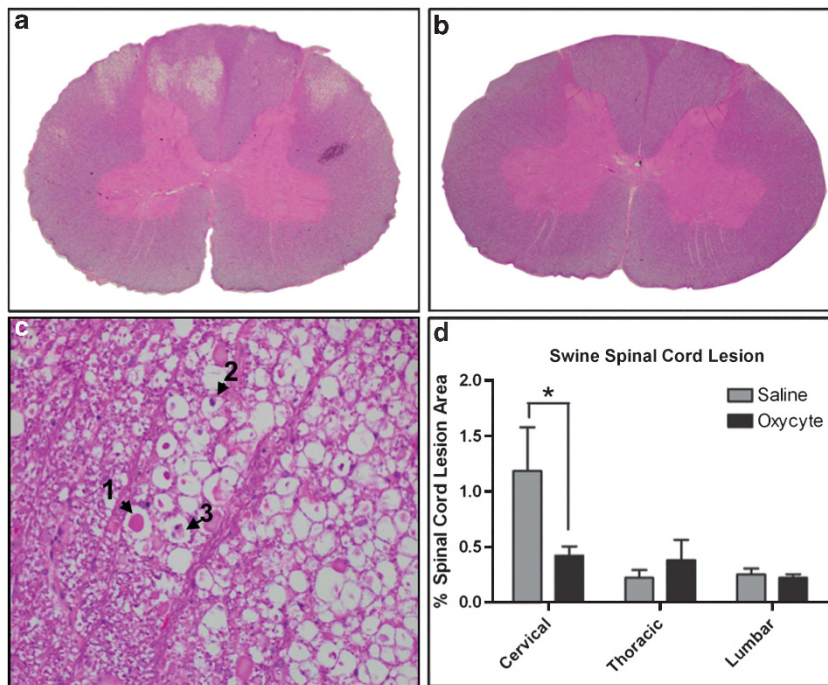 a
b
c
2
1
3
d
Swine Spinal Cord Lesion
% Spinal Cord Lesion Area
2.0
1.5
1.0
0.5
0.0
*
Saline
Oxycyte
Cervical
Thoracic
Lumbar